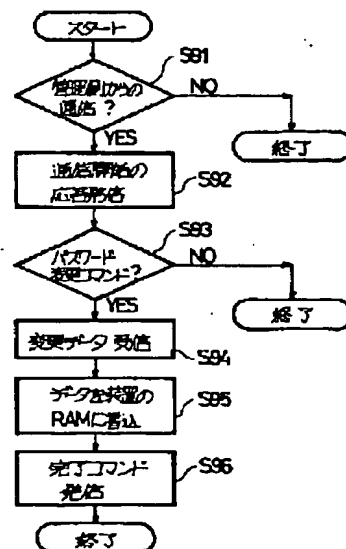 スタート
S91
管理側からの
通信?
NO
YES
終了
通信開始の
応答発信
S92
S93
パスワード
変更コマンド?
NO
YES
終了
変更データ受信
S94
データを装置の
RAMに書込
S95
完了コマンド
発信
S96
終了